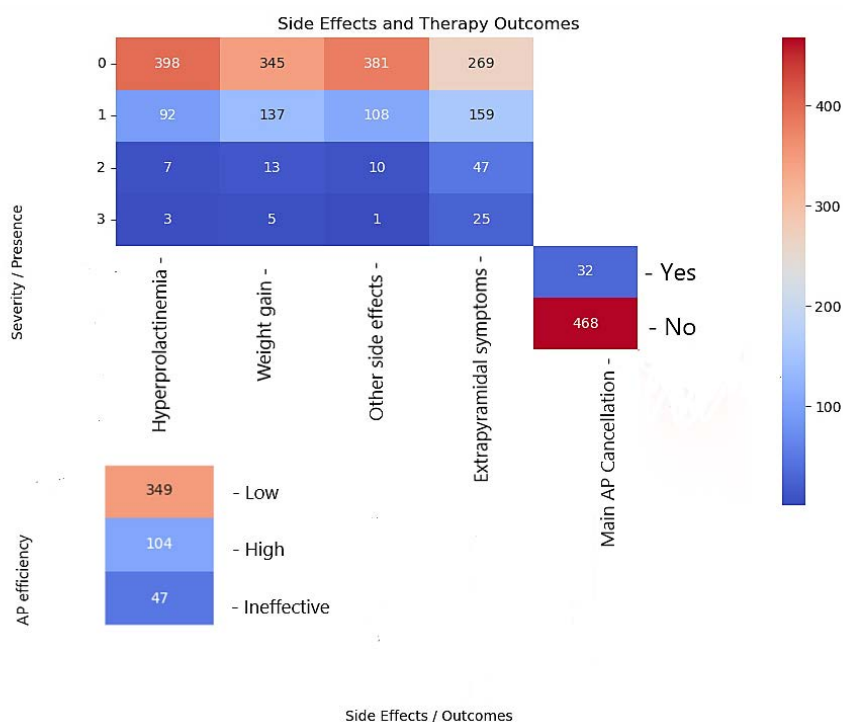 Side Effects and Therapy Outcomes
0 - 398 345 381 269
1 - 92 137 108 159
2 - 7 13 10 47
3 - 3 5 1 25
Severity / Presence
Hyperprolactinemia -
Weight gain -
Other side effects -
Extrapyramidal symptoms -
Main AP Cancellation -
32 - Yes
468 - No
400
300
200
100
AP efficiency
349 - Low
104 - High
47 - Ineffective
Side Effects / Outcomes